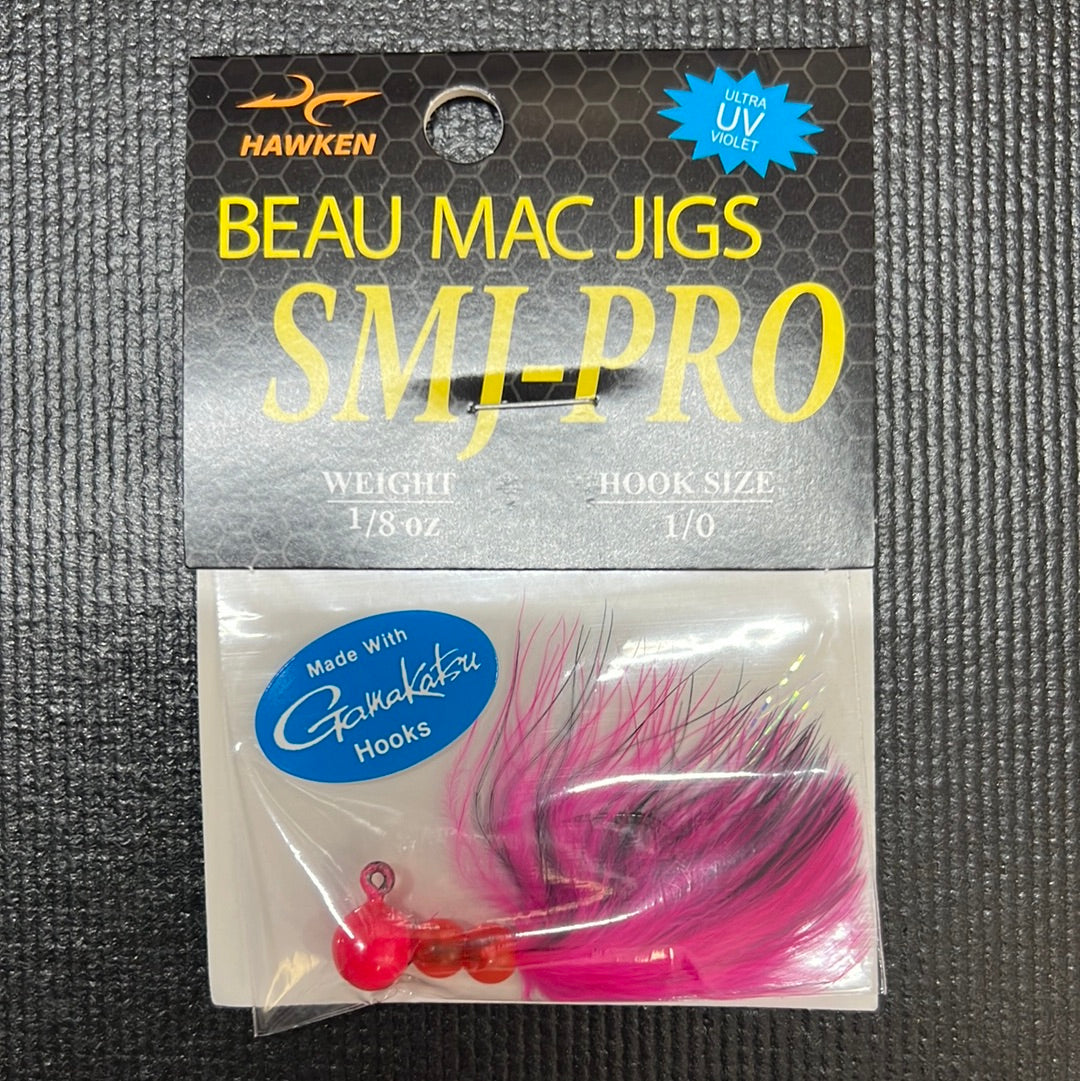 HAWKEN
ULTRA
UV
VIOLET
BEAU MAC JIGS
SMJ-PRO
WEIGHT
1/8 oz
HOOK SIZE
1/0
Made With
Gamakatsu
Hooks